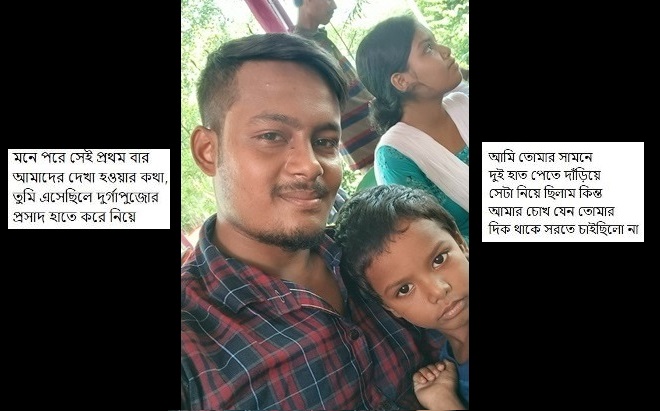 মনে পরে সেই প্রথম বার
আমাদের দেখা হওয়ার কথা,
তুমি এসেছিলে দুর্গাপুজোর
প্রসাদ হাতে করে নিয়ে
আমি তোমার সামনে
দুই হাত পেতে দাঁড়িয়ে
সেটা নিয়ে ছিলাম কিন্ত
আমার চোখ যেন তোমার
দিক থাকে সরতে চাইছিলো না